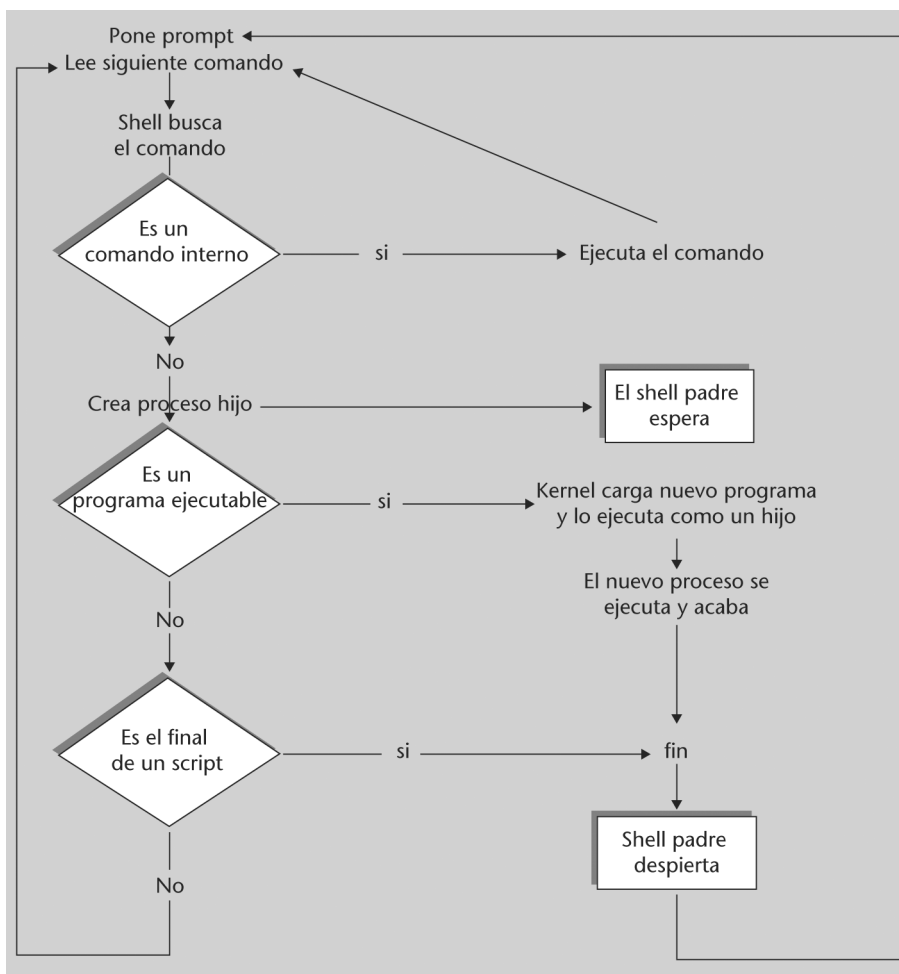 Pone prompt
Lee siguiente comando
Shell busca
el comando
Es un
comando interno
si
Ejecuta el comando
No
Crea proceso hijo
El shell padre
espera
Es un
programa ejecutable
si
Kernel carga nuevo programa
y lo ejecuta como un hijo
El nuevo proceso se
ejecuta y acaba
No
Es el final
de un script
si
fin
Shell padre
despierta
No